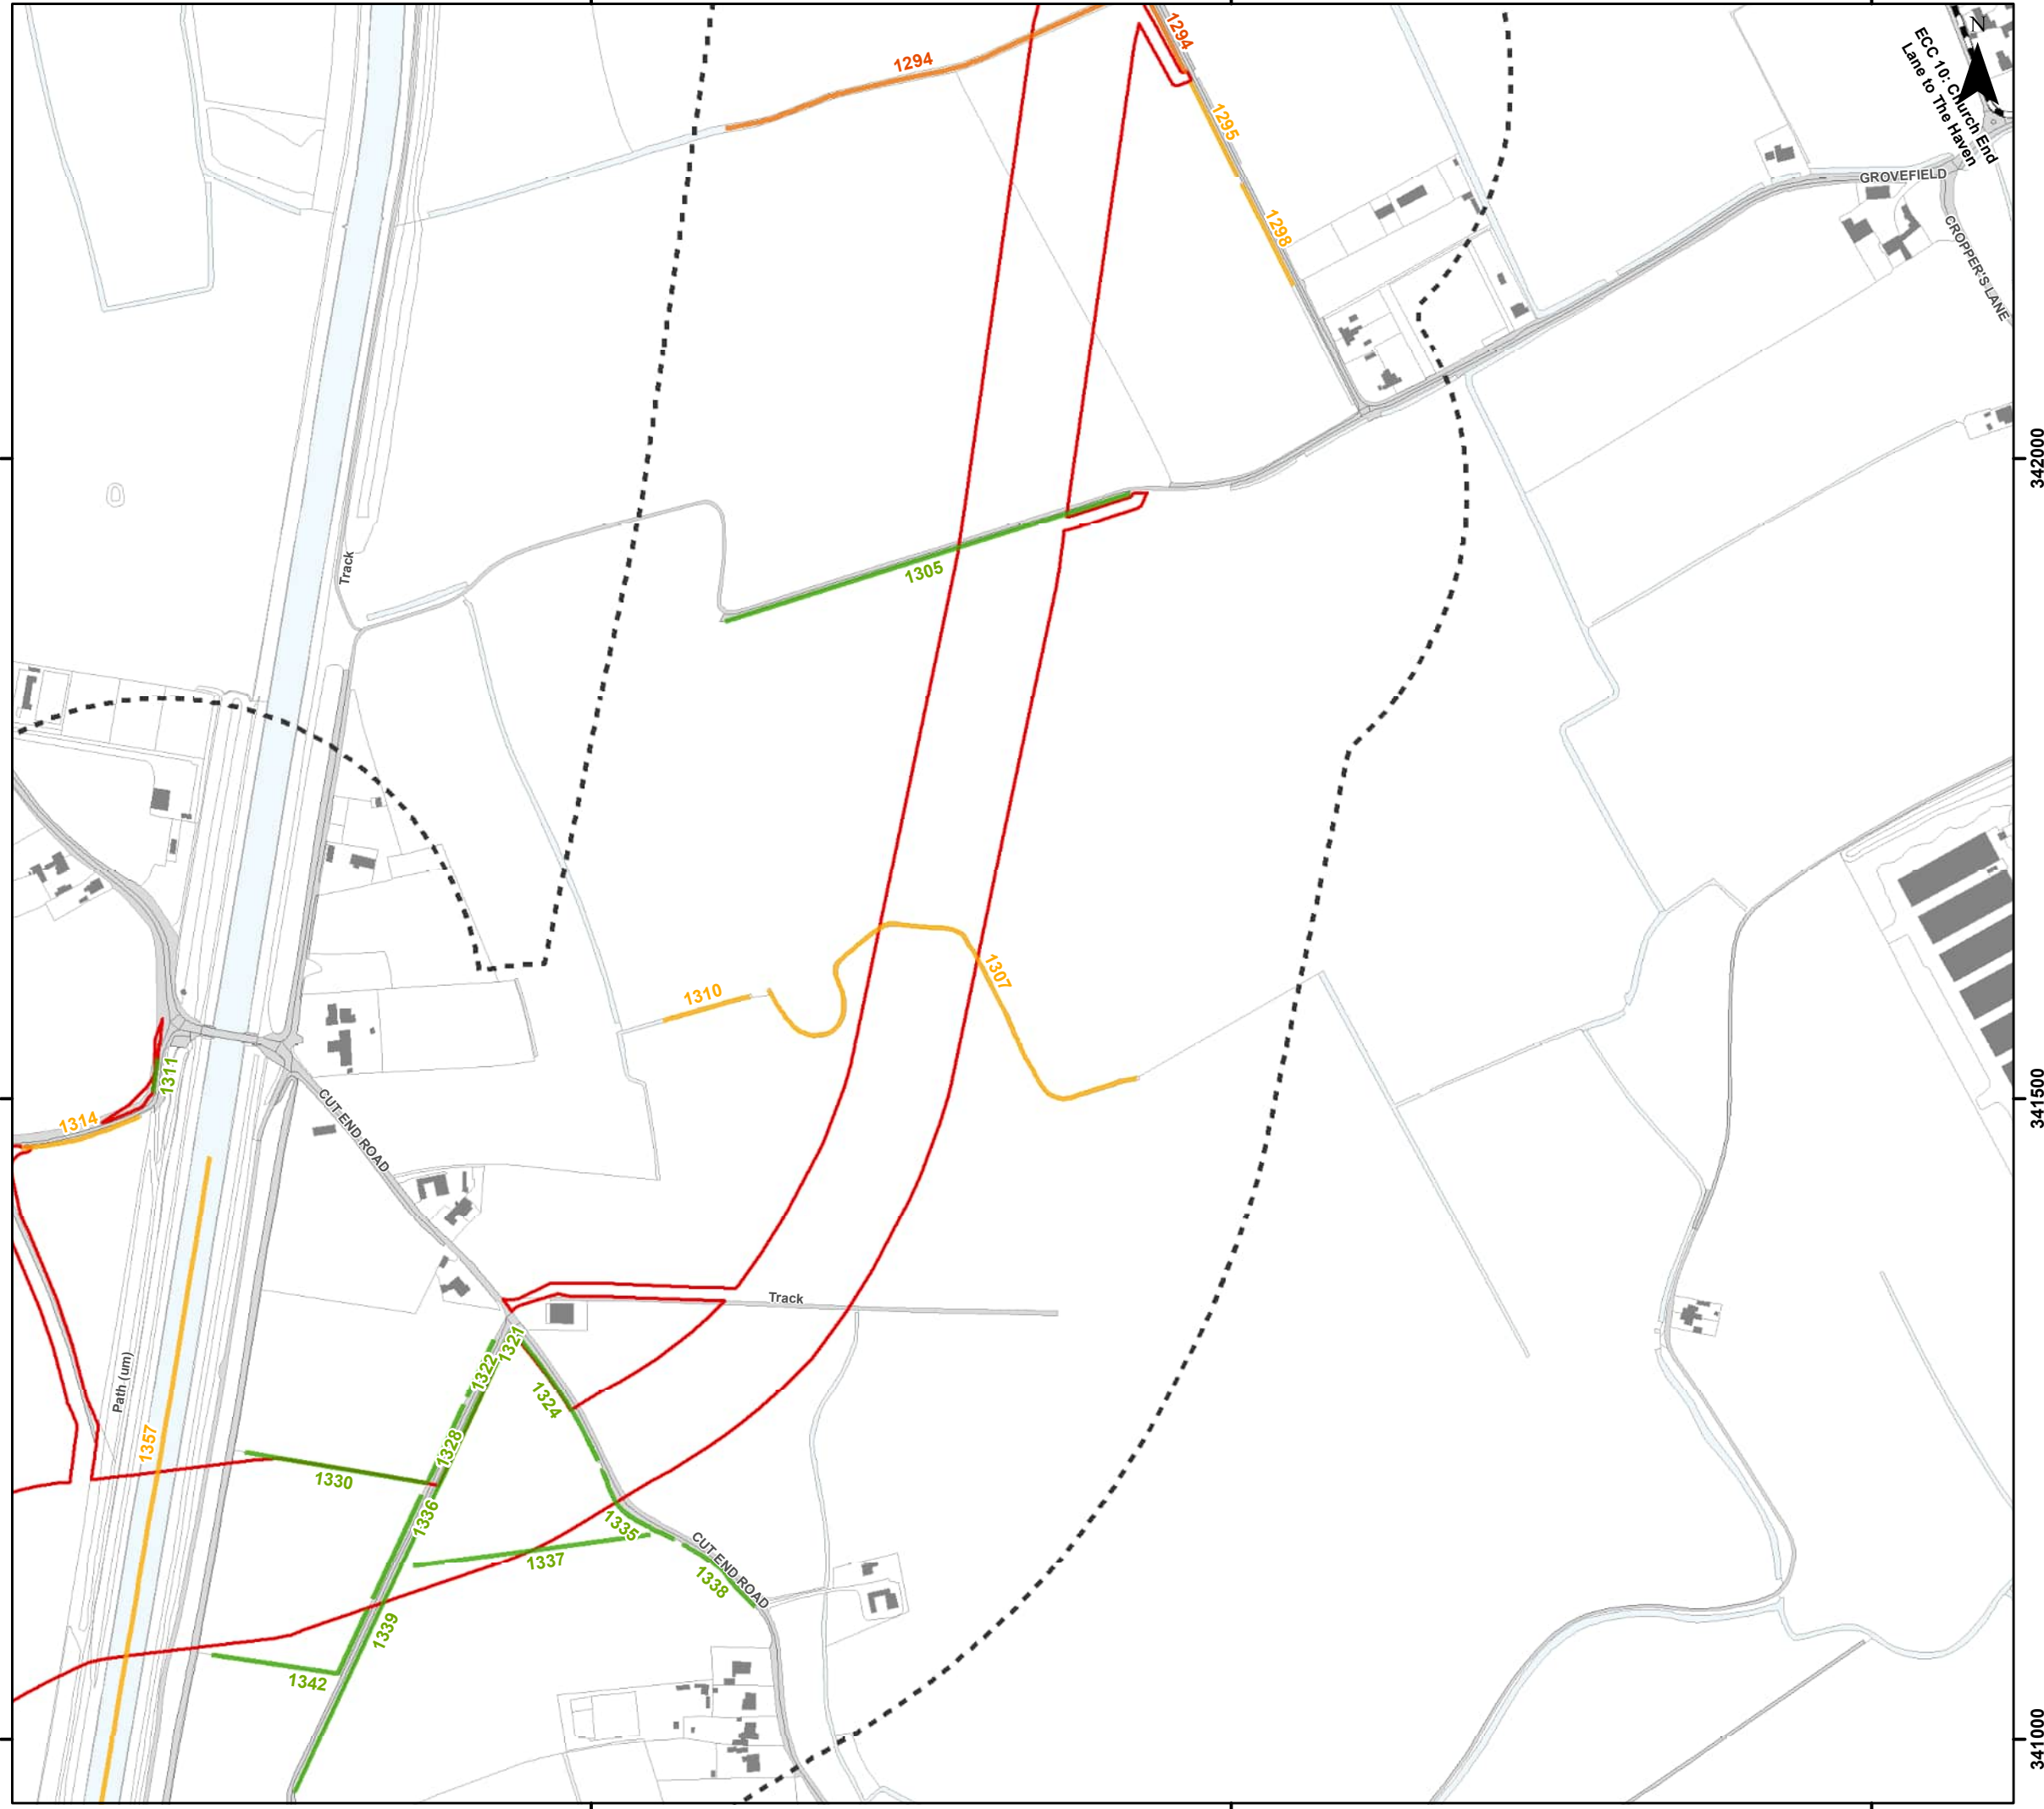 1294
1294
N
ECC 10: Church End
Lane to The Haven
1295
GROVEFIELD
1298
CROPPER'S LANE
342000
Track
1305
1310
1307
1311
1314
341500
CUT END ROAD
Track
1321
1322
1324
Path (um)
1357
1328
1330
1336
1335
1337
CUT END ROAD
1338
1339
1342
341000